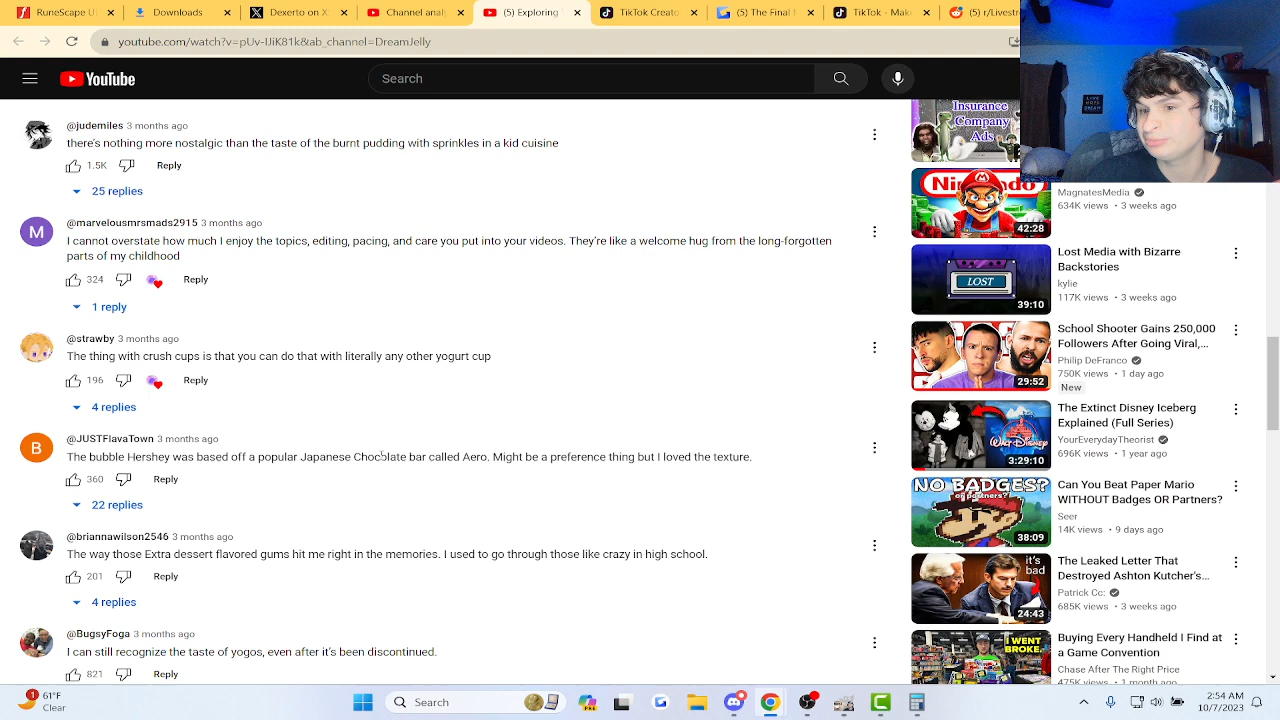 Downloads
Dexerto on X
Channel analy
(5) Exploring
TikTok Creato
(5) The Final
TikTok - Mak
(5) r/Livestr
youtube.com/watch?v=pUv-IJiK81k&ab_channel=DreamJelly
YouTube
Search
@judemiles 3 months ago
there's nothing more nostalgic than the brownie burnt pudding with sprinkles in a kid cuisine
1.5K
Reply
25 replies
M
@marvelousmrsmads2915 3 months ago
I cannot overstate how much I enjoy the tone, pacing, and care you put into your videos. They're like a welcome hug from the long forgotten
parts of my childhood
324
Reply
1 reply
@strawby 3 months ago
The thing with crush cups is that you can do that with literally any other yogurt cup
196
Reply
4 replies
B
@JUSTFlavaTown 3 months ago
The bubble Hershey was based off a popular Japanese Chocolate bar called Aero. Might be a preference thing but I loved the texture.
360
Reply
22 replies
@briannawilson2546 3 months ago
The way those Extra dessert flavored gums hit me right in the memories. I used to go through those like crazy in high school.
201
Reply
4 replies
@BugsyFoga 3 months ago
I can still recognize the taste of yogos even if they've been discontinued.
821
Reply
Insurance
Company
Ads
Nintendo
42:28
MagnatesMedia
634K views • 3 weeks ago
LOST
39:10
Lost Media with Bizarre
Backstories
kylie
117K views • 3 weeks ago
29:52
School Shooter Gains 250,000
Followers After Going Viral,...
Philip DeFranco
750K views • 1 day ago
New
WALT DISNEY
3:29:10
The Extinct Disney Iceberg
Explained (Full Series)
YourEverydayTheorist
696K views • 1 year ago
NO BADGES?
or partners?
38:09
Can You Beat Paper Mario
WITHOUT Badges OR Partners?
Seer
14K views • 9 days ago
it's
bad
24:43
The Leaked Letter That
Destroyed Ashton Kutcher's...
Patrick Cc:
685K views • 3 weeks ago
I WENT
BROKE.
Buying Every Handheld I Find at
a Game Convention
Chase After The Right Price
475K views • 1 month ago
1
61°F
Clear
Search
2:54 AM
10/7/2023